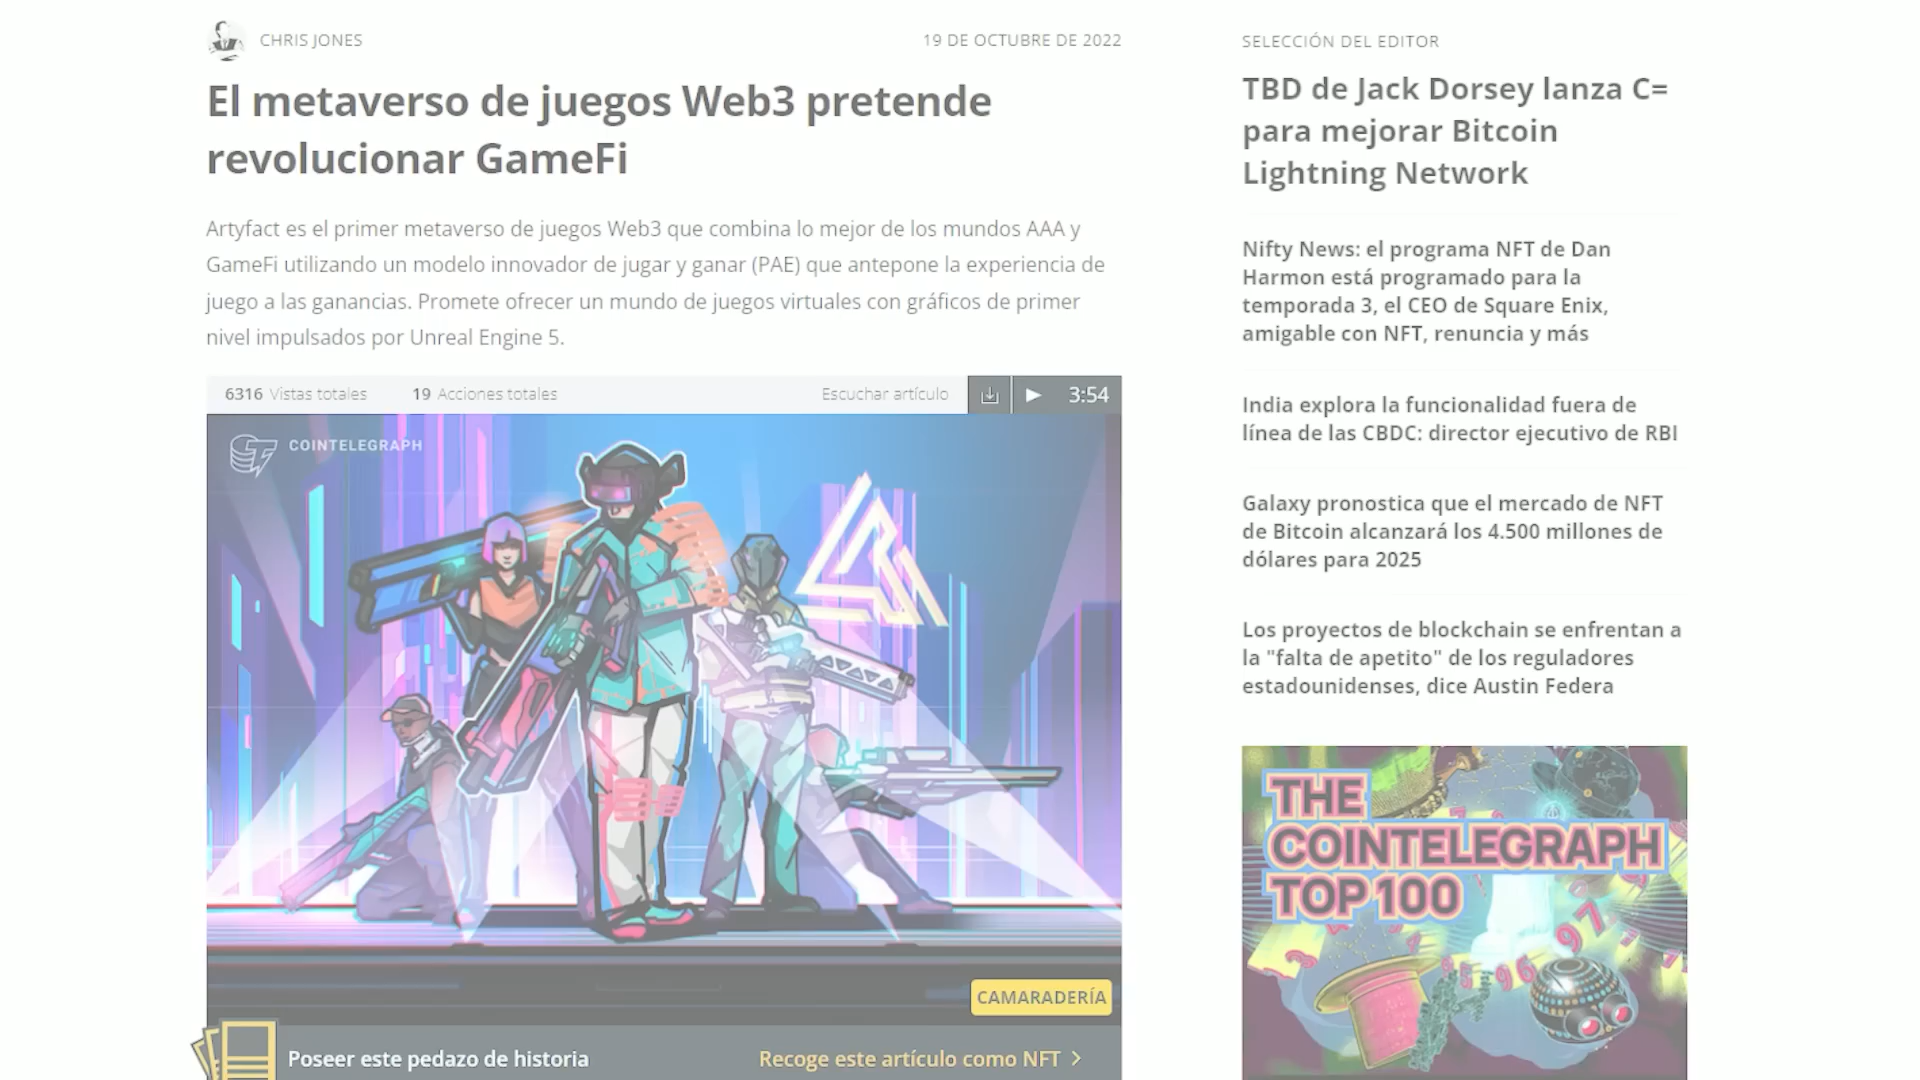 CHRIS JONES
19 DE OCTUBRE DE 2022
El metaverso de juegos Web3 pretende
revolucionar GameFi
Artyfact es el primer metaverso de juegos Web3 que combina lo mejor de los mundos AAA y
GameFi utilizando un modelo innovador de jugar y ganar (PAE) que antepone la experiencia de
juego a las ganancias. Promete ofrecer un mundo de juegos virtuales con gráficos de primer
nivel impulsados por Unreal Engine 5.
6316 Vistas totales
19 Acciones totales
Escuchar artículo
3:54
COINTELEGRAPH
CAMARADERÍA
Poseer este pedazo de historia
Recoge este artículo como NFT >
SELECCIÓN DEL EDITOR
TBD de Jack Dorsey lanza C=
para mejorar Bitcoin
Lightning Network
Nifty News: el programa NFT de Dan
Harmon está programado para la
temporada 3, el CEO de Square Enix,
amigable con NFT, renuncia y más
India explora la funcionalidad fuera de
línea de las CBDC: director ejecutivo de RBI
Galaxy pronostica que el mercado de NFT
de Bitcoin alcanzará los 4.500 millones de
dólares para 2025
Los proyectos de blockchain se enfrentan a
la "falta de apetito" de los reguladores
estadounidenses, dice Austin Federa
THE
COINTELEGRAPH
TOP 100
97
95 96